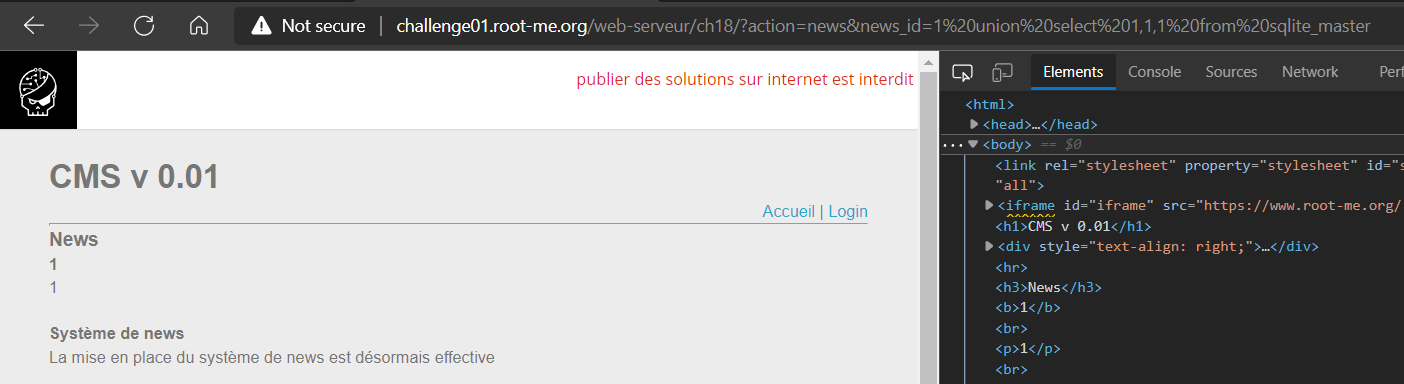 Not secure | challenge01.root-me.org/web-serveur/ch18/?action=news&news_id=1%20union%20select%201,1,1%20from%20sqlite_master
publier des solutions sur internet est interdit
CMS v 0.01
Accueil | Login
News
1
1
Système de news
La mise en place du système de news est désormais effective
Elements Console Sources Network Perf
<html>
<head>…</head>
<body> == $0
<link rel="stylesheet" property="stylesheet" id="s
"all">
<iframe id="iframe" src="https://www.root-me.org/
<h1>CMS v 0.01</h1>
<div style="text-align: right;">…</div>
<hr>
<h3>News</h3>
<b>1</b>
<br>
<p>1</p>
<br>